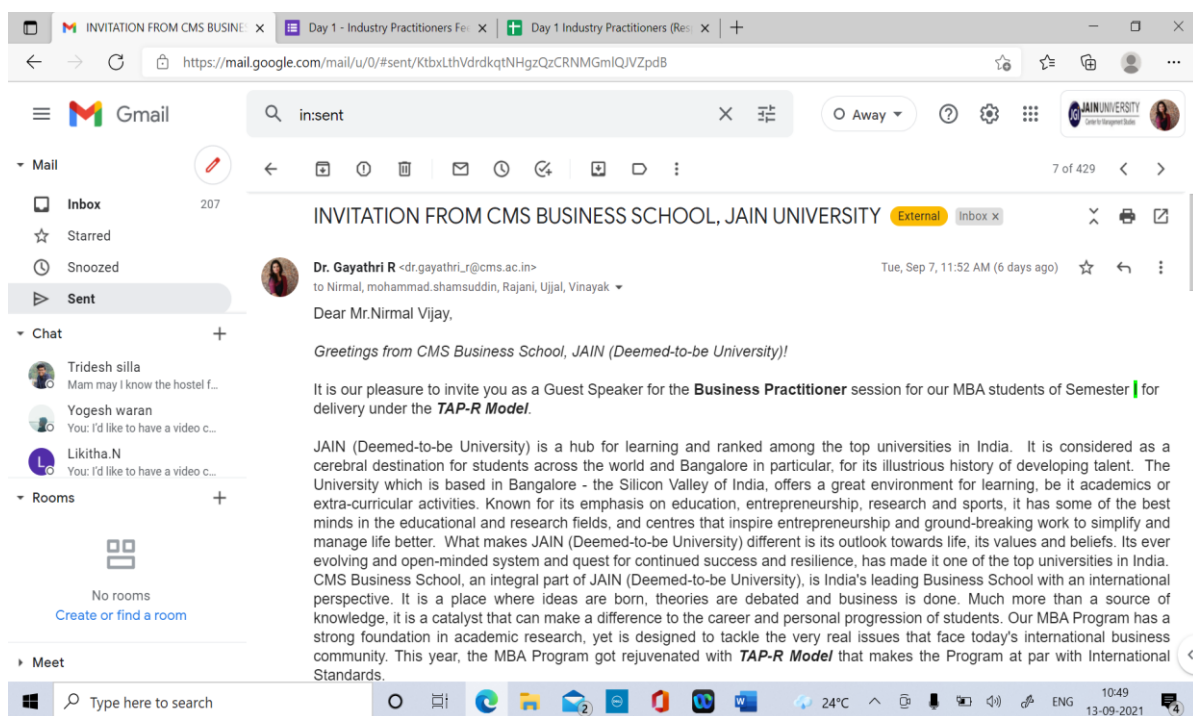 INVITATION FROM CMS BUSINE
Day 1 - Industry Practitioners Fee
Day 1 Industry Practitioners (Res
https://mail.google.com/mail/u/0/#sent/KtbxLthVdrdkqtNHgzQzCRNMGmlQJVZpdB
Gmail
in:sent
Away
JAIN UNIVERSITY
Center for Management Studies
Mail
7 of 429
Inbox 207
Starred
Snoozed
Sent
Chat
Tridesh silla
Mam may I know the hostel f...
Yogesh waran
You: I'd like to have a video c...
Likitha.N
You: I'd like to have a video c...
Rooms
No rooms
Create or find a room
Meet
INVITATION FROM CMS BUSINESS SCHOOL, JAIN UNIVERSITY External Inbox x
Dr. Gayathri R <dr.gayathri_r@cms.ac.in> Tue, Sep 7, 11:52 AM (6 days ago)
to Nirmal, mohammad.shamsuddin, Rajani, Ujjal, Vinayak
Dear Mr.Nirmal Vijay,
Greetings from CMS Business School, JAIN (Deemed-to-be University)!
It is our pleasure to invite you as a Guest Speaker for the Business Practitioner session for our MBA students of Semester I for
delivery under the TAP-R Model.
JAIN (Deemed-to-be University) is a hub for learning and ranked among the top universities in India. It is considered as a
cerebral destination for students across the world and Bangalore in particular, for its illustrious history of developing talent. The
University which is based in Bangalore - the Silicon Valley of India, offers a great environment for learning, be it academics or
extra-curricular activities. Known for its emphasis on education, entrepreneurship, research and sports, it has some of the best
minds in the educational and research fields, and centres that inspire entrepreneurship and ground-breaking work to simplify and
manage life better. What makes JAIN (Deemed-to-be University) different is its outlook towards life, its values and beliefs. Its ever
evolving and open-minded system and quest for continued success and resilience, has made it one of the top universities in India.
CMS Business School, an integral part of JAIN (Deemed-to-be University), is India's leading Business School with an international
perspective. It is a place where ideas are born, theories are debated and business is done. Much more than a source of
knowledge, it is a catalyst that can make a difference to the career and personal progression of students. Our MBA Program has a
strong foundation in academic research, yet is designed to tackle the very real issues that face today's international business
community. This year, the MBA Program got rejuvenated with TAP-R Model that makes the Program at par with International
Standards.
Type here to search
24°C
ENG
10:49
13-09-2021